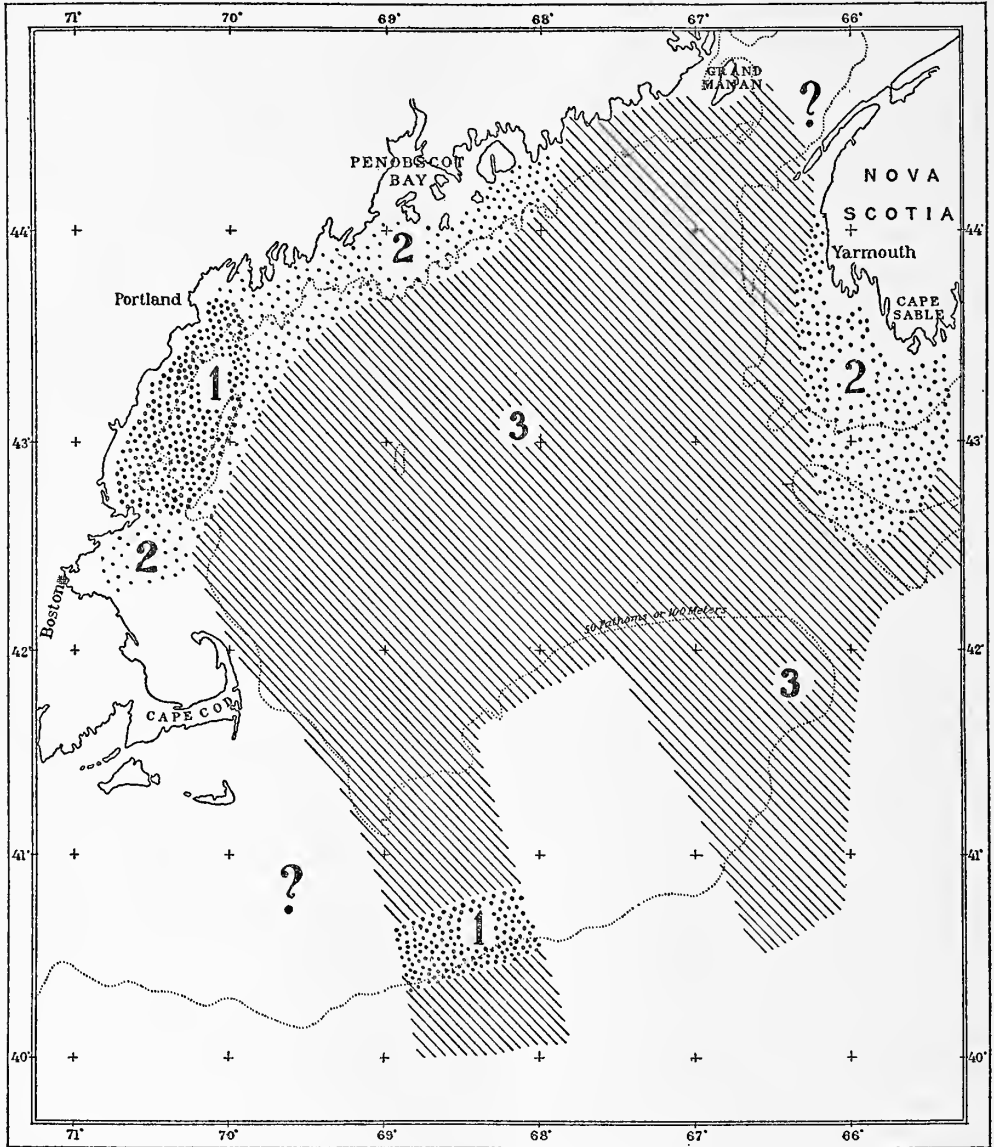 71° 70° 69° 68° 67° 66°
GRAND
MANAN
?
PENOBSCOT
BAY
NOVA
SCOTIA
44° 44°
2
Yarmouth
Portland
CAPE
SABLE
1
2
3
43° 43°
2
Boston
50 Fathoms or 100 Meters
42° 42°
3
CAPE COD
41° 41°
?
1
40° 40°
71° 70° 69° 68° 67° 66°